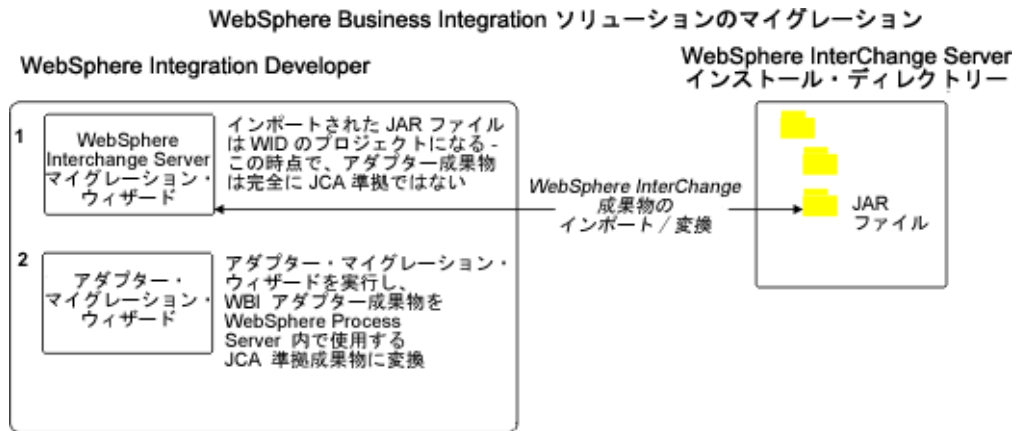 WebSphere Business Integration ソリューションのマイグレーション
WebSphere Integration Developer
WebSphere InterChange Server
インストール・ディレクトリー
1
WebSphere
Interchange Server
マイグレーション・
ウィザード
インポートされた JAR ファイル
は WID のプロジェクトになる -
この時点で、アダプター成果物
は完全に JCA 準拠ではない
WebSphere InterChange
成果物の
インポート / 変換
JAR
ファイル
2
アダプター・
マイグレーション・
ウィザード
アダプター・マイグレーション・
ウィザードを実行し、
WBI アダプター成果物を
WebSphere Process
Server 内で使用する
JCA 準拠成果物に変換